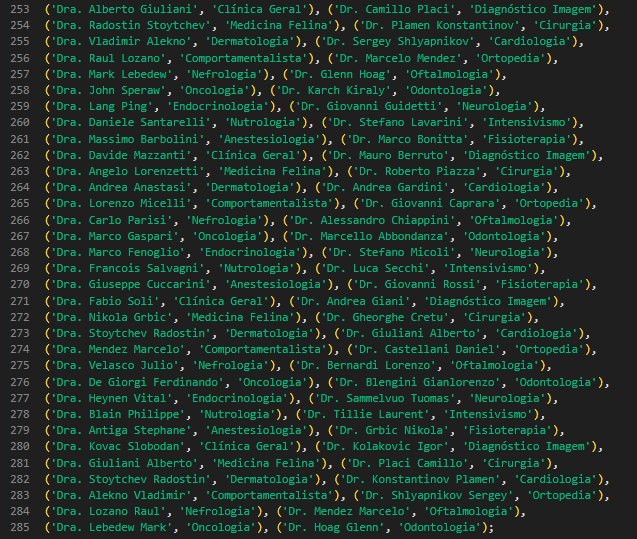 253 ('Dra. Alberto Giuliani', 'Clínica Geral'), ('Dr. Camillo Placi', 'Diagnóstico Imagem'),
254 ('Dra. Radostin Stoytchev', 'Medicina Felina'), ('Dr. Plamen Konstantinov', 'Cirurgia'),
255 ('Dra. Vladimir Alekno', 'Dermatologia'), ('Dr. Sergey Shlyapnikov', 'Cardiologia'),
256 ('Dra. Raul Lozano', 'Comportamentalista'), ('Dr. Marcelo Mendez', 'Ortopedia'),
257 ('Dra. Mark Lebedew', 'Nefrologia'), ('Dr. Glenn Hoag', 'Oftalmologia'),
258 ('Dra. John Speraw', 'Oncologia'), ('Dr. Karch Kiraly', 'Odontologia'),
259 ('Dra. Lang Ping', 'Endocrinologia'), ('Dr. Giovanni Guidetti', 'Neurologia'),
260 ('Dra. Daniele Santarelli', 'Nutrologia'), ('Dr. Stefano Lavarini', 'Intensivismo'),
261 ('Dra. Massimo Barbolini', 'Anestesiologia'), ('Dr. Marco Bonitta', 'Fisioterapia'),
262 ('Dra. Davide Mazzanti', 'Clínica Geral'), ('Dr. Mauro Berruto', 'Diagnóstico Imagem'),
263 ('Dra. Angelo Lorenzetti', 'Medicina Felina'), ('Dr. Roberto Piazza', 'Cirurgia'),
264 ('Dra. Andrea Anastasi', 'Dermatologia'), ('Dr. Andrea Gardini', 'Cardiologia'),
265 ('Dra. Lorenzo Micelli', 'Comportamentalista'), ('Dr. Giovanni Caprara', 'Ortopedia'),
266 ('Dra. Carlo Parisi', 'Nefrologia'), ('Dr. Alessandro Chiappini', 'Oftalmologia'),
267 ('Dra. Marco Gaspari', 'Oncologia'), ('Dr. Marcello Abbondanza', 'Odontologia'),
268 ('Dra. Marco Fenoglio', 'Endocrinologia'), ('Dr. Stefano Micoli', 'Neurologia'),
269 ('Dra. Francois Salvagni', 'Nutrologia'), ('Dr. Luca Secchi', 'Intensivismo'),
270 ('Dra. Giuseppe Cuccarini', 'Anestesiologia'), ('Dr. Giovanni Rossi', 'Fisioterapia'),
271 ('Dra. Fabio Soli', 'Clínica Geral'), ('Dr. Andrea Giani', 'Diagnóstico Imagem'),
272 ('Dra. Nikola Grbic', 'Medicina Felina'), ('Dr. Gheorghe Cretu', 'Cirurgia'),
273 ('Dra. Stoytchev Radostin', 'Dermatologia'), ('Dr. Giuliani Alberto', 'Cardiologia'),
274 ('Dra. Mendez Marcelo', 'Comportamentalista'), ('Dr. Castellani Daniel', 'Ortopedia'),
275 ('Dra. Velasco Julio', 'Nefrologia'), ('Dr. Bernardi Lorenzo', 'Oftalmologia'),
276 ('Dra. De Giorgi Ferdinando', 'Oncologia'), ('Dr. Blengini Gianlorenzo', 'Odontologia'),
277 ('Dra. Heynen Vital', 'Endocrinologia'), ('Dr. Sammelvuo Tuomas', 'Neurologia'),
278 ('Dra. Blain Philippe', 'Nutrologia'), ('Dr. Tillie Laurent', 'Intensivismo'),
279 ('Dra. Antiga Stephane', 'Anestesiologia'), ('Dr. Grbic Nikola', 'Fisioterapia'),
280 ('Dra. Kovac Slobodan', 'Clínica Geral'), ('Dr. Kolakovic Igor', 'Diagnóstico Imagem'),
281 ('Dra. Giuliani Alberto', 'Medicina Felina'), ('Dr. Placi Camillo', 'Cirurgia'),
282 ('Dra. Stoytchev Radostin', 'Dermatologia'), ('Dr. Konstantinov Plamen', 'Cardiologia'),
283 ('Dra. Alekno Vladimir', 'Comportamentalista'), ('Dr. Shlyapnikov Sergey', 'Ortopedia'),
284 ('Dra. Lozano Raul', 'Nefrologia'), ('Dr. Mendez Marcelo', 'Oftalmologia'),
285 ('Dra. Lebedew Mark', 'Oncologia'), ('Dr. Hoag Glenn', 'Odontologia');